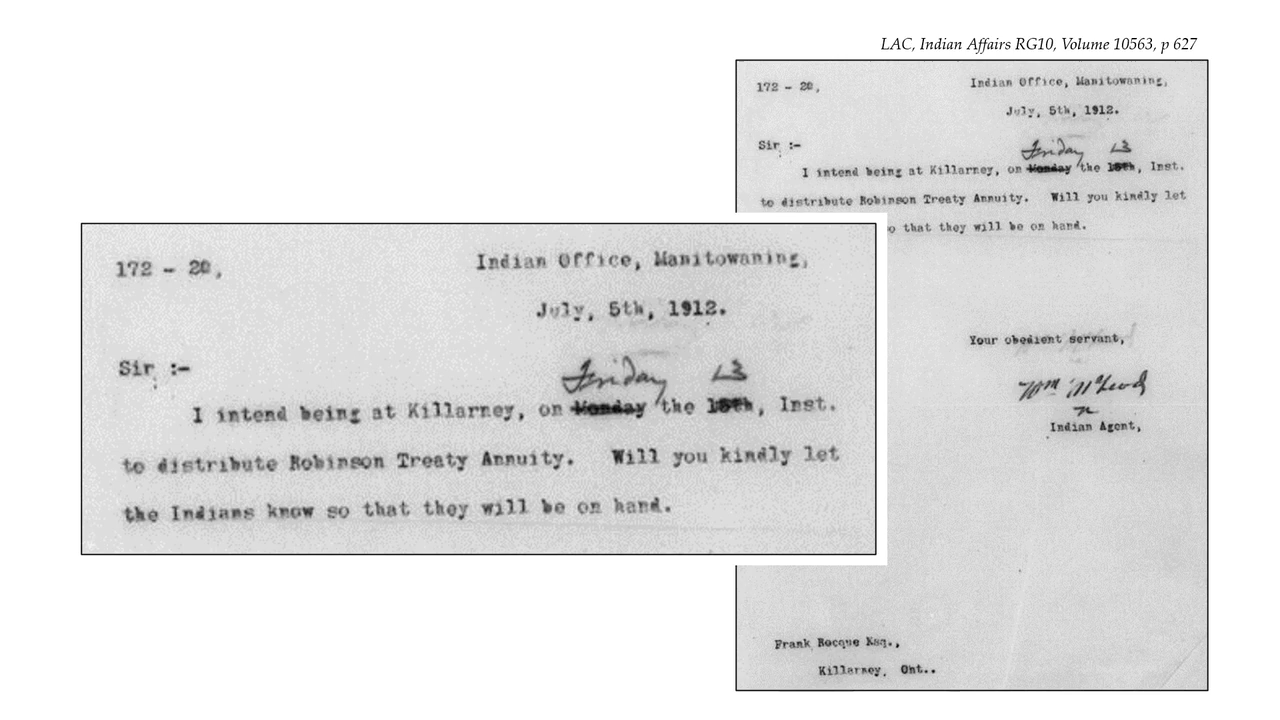 LAC, Indian Affairs RG10, Volume 10563, p 627
172 - 20,
Indian Office, Manitowaning,
July, 5th, 1912.
Sir :-
Friday 13
I intend being at Killarney, on Monday the 15th, Inst.
to distribute Robinson Treaty Annuity. Will you kindly let
so that they will be on hand.
172 - 20,
Indian Office, Manitowaning,
July, 5th, 1912.
Sir :-
Friday 13
I intend being at Killarney, on Monday the 15th, Inst.
to distribute Robinson Treaty Annuity. Will you kindly let
the Indians know so that they will be on hand.
Your obedient servant,
Wm McLeod
Indian Agent,
Frank Rocque Esq.,
Killarney, Ont..